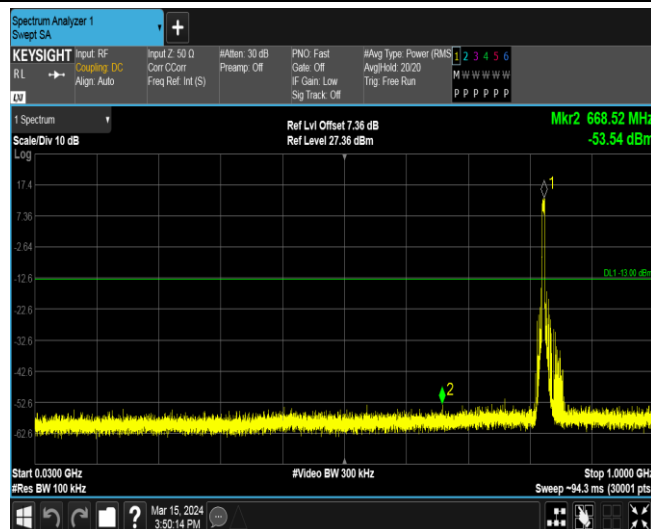 Spectrum Analyzer 1
Swept SA
+
KEYSIGHT Input: RF Input Z: 50 Ω #Atten: 30 dB PNO: Fast #Avg Type: Power (RMS 1 2 3 4 5 6
RL Coupling: DC Corr CCorr Preamp: Off Gate: Off Avg|Hold: 20/20 M W W W W W
Align: Auto Freq Ref: Int (S) IF Gain: Low Trig: Free Run
Sig Track: Off P P P P P P
LXI
1 Spectrum Ref Lvl Offset 7.36 dB Mkr2 668.52 MHz
Scale/Div 10 dB Ref Level 27.36 dBm -53.54 dBm
Log
1
17.4
7.36
-2.64
DL1 -13.00 dBm
-12.6
-22.6
-32.6
-42.6
2
-52.6
-62.6
Start 0.0300 GHz #Video BW 300 kHz Stop 1.0000 GHz
#Res BW 100 kHz Sweep ~94.3 ms (30001 pts)
? Mar 15, 2024
3:50:14 PM